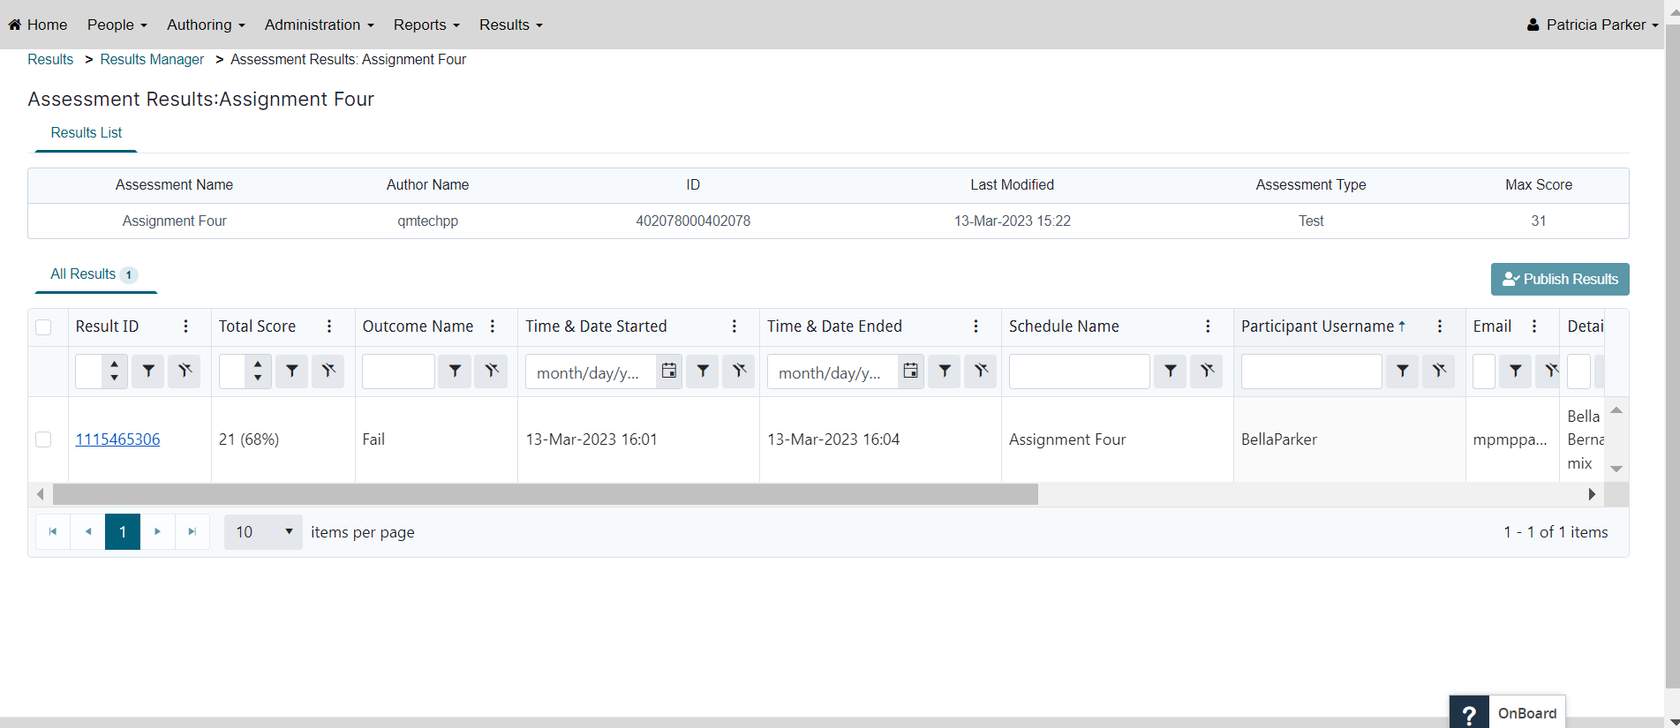 Home People Authoring Administration Reports Results Patricia Parker
Results > Results Manager > Assessment Results: Assignment Four
Assessment Results:Assignment Four
Results List
Assessment Name Author Name ID Last Modified Assessment Type Max Score
Assignment Four qmtechpp 402078000402078 13-Mar-2023 15:22 Test 31
All Results 1 Publish Results
Result ID Total Score Outcome Name Time & Date Started Time & Date Ended Schedule Name Participant Username ↑ Email Detai
month/day/y... month/day/y...
1115465306 21 (68%) Fail 13-Mar-2023 16:01 13-Mar-2023 16:04 Assignment Four BellaParker mpmppa... Bella
Berna
mix
1 10 items per page 1 - 1 of 1 items
? OnBoard